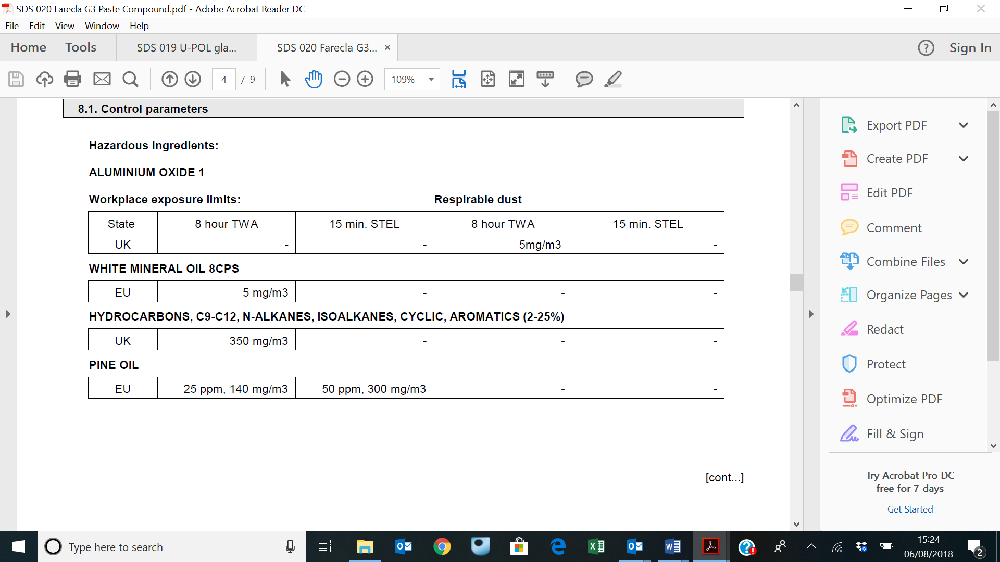 SDS 020 Farecla G3 Paste Compound.pdf - Adobe Acrobat Reader DC
File Edit View Window Help
Home Tools SDS 019 U-POL gla... SDS 020 Farecla G3... × ? Sign In
4 / 9 109%
8.1. Control parameters
Hazardous ingredients:
ALUMINIUM OXIDE 1
Workplace exposure limits: Respirable dust
State 8 hour TWA 15 min. STEL 8 hour TWA 15 min. STEL
UK - - 5mg/m3 -
WHITE MINERAL OIL 8CPS
EU 5 mg/m3 - - -
HYDROCARBONS, C9-C12, N-ALKANES, ISOALKANES, CYCLIC, AROMATICS (2-25%)
UK 350 mg/m3 - - -
PINE OIL
EU 25 ppm, 140 mg/m3 50 ppm, 300 mg/m3 - -
[cont...]
Export PDF
Create PDF
Edit PDF
Comment
Combine Files
Organize Pages
Redact
Protect
Optimize PDF
Fill & Sign
Try Acrobat Pro DC
free for 7 days
Get Started
Type here to search
15:24
06/08/2018
2